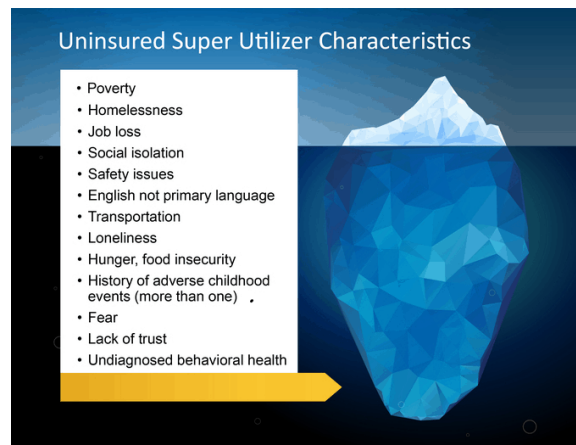 Uninsured Super Utilizer Characteristics
• Poverty
• Homelessness
• Job loss
• Social isolation
• Safety issues
• English not primary language
• Transportation
• Loneliness
• Hunger, food insecurity
• History of adverse childhood
events (more than one) .
• Fear
• Lack of trust
• Undiagnosed behavioral health